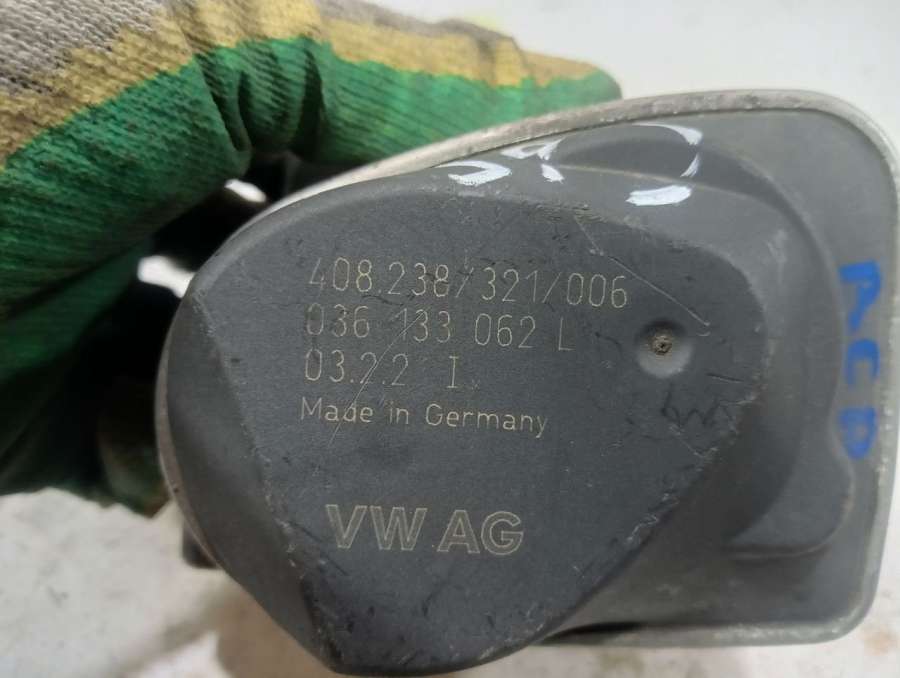 408.238/321/006
036 133 062 L
03.2.2 I
Made in Germany
VW AG